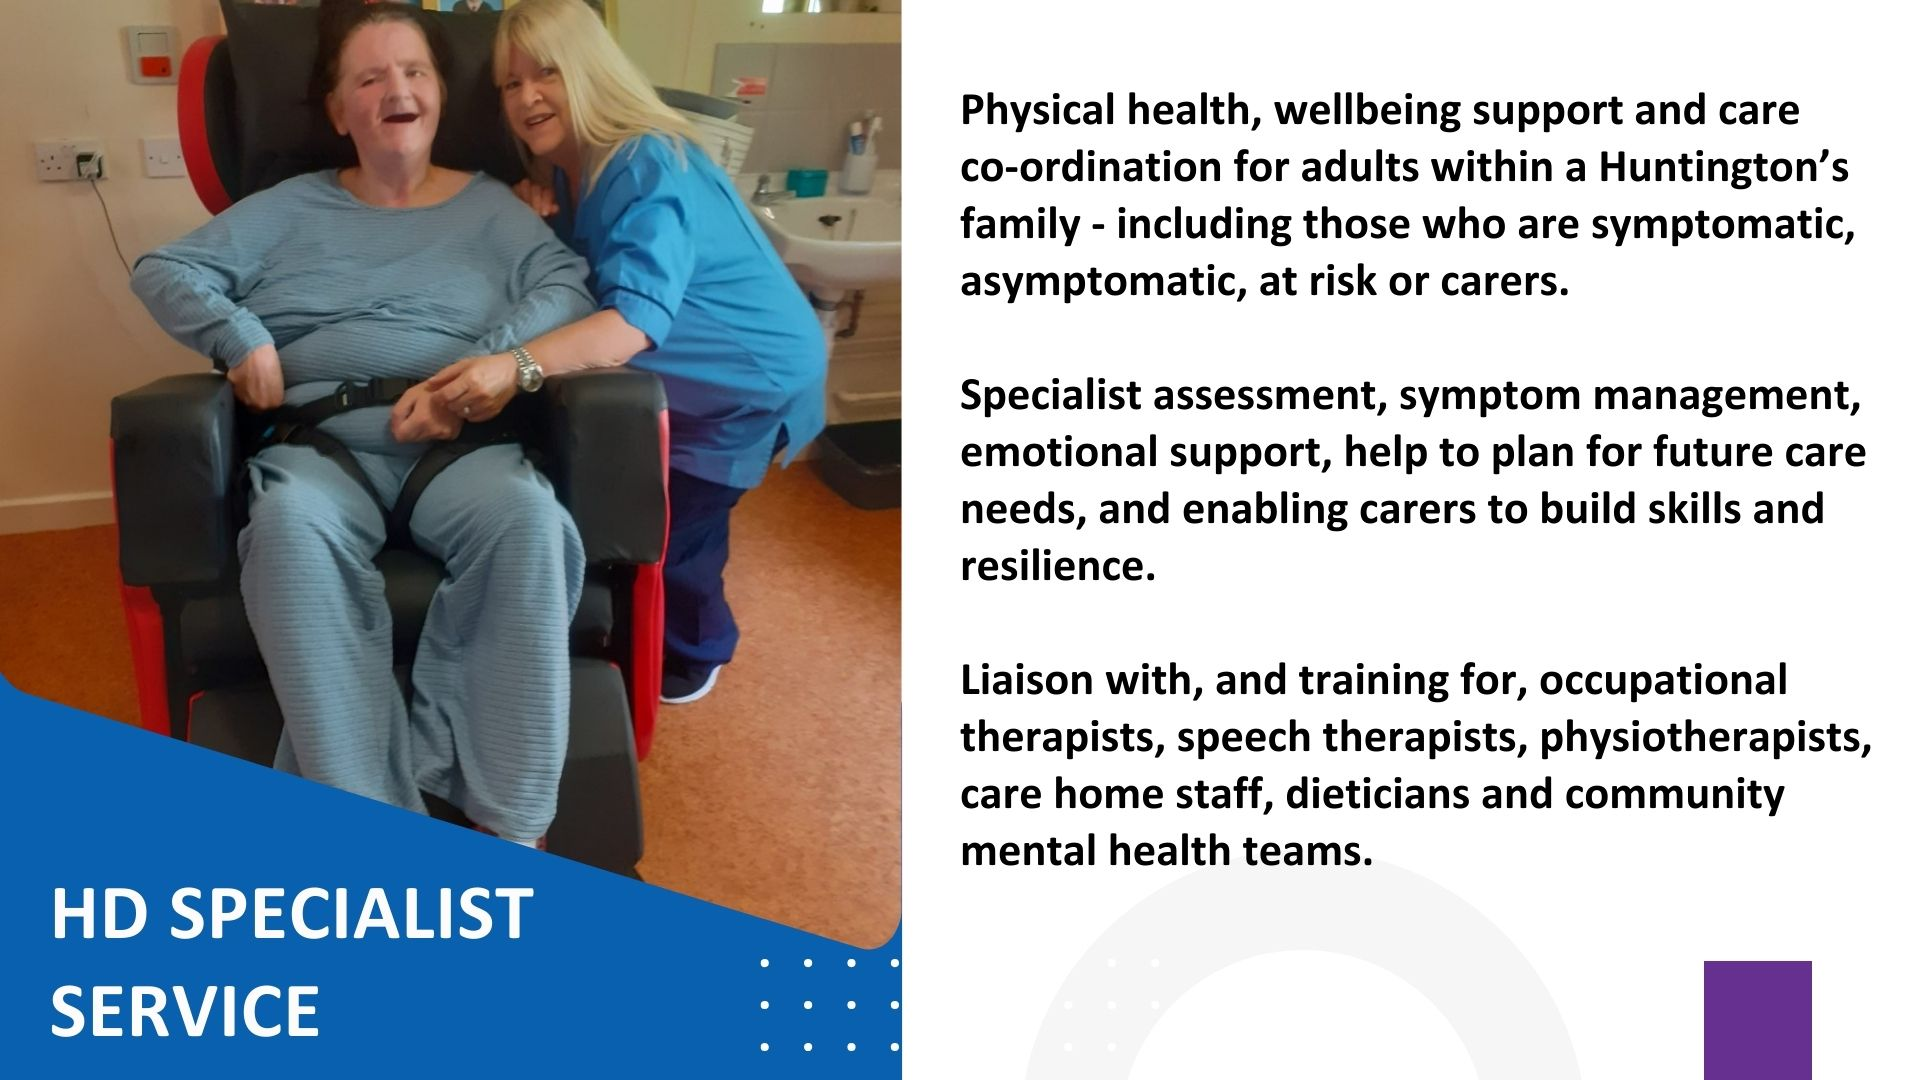 Physical health, wellbeing support and care
co-ordination for adults within a Huntington’s
family - including those who are symptomatic,
asymptomatic, at risk or carers.
Specialist assessment, symptom management,
emotional support, help to plan for future care
needs, and enabling carers to build skills and
resilience.
Liaison with, and training for, occupational
therapists, speech therapists, physiotherapists,
care home staff, dieticians and community
mental health teams.
HD SPECIALIST
SERVICE